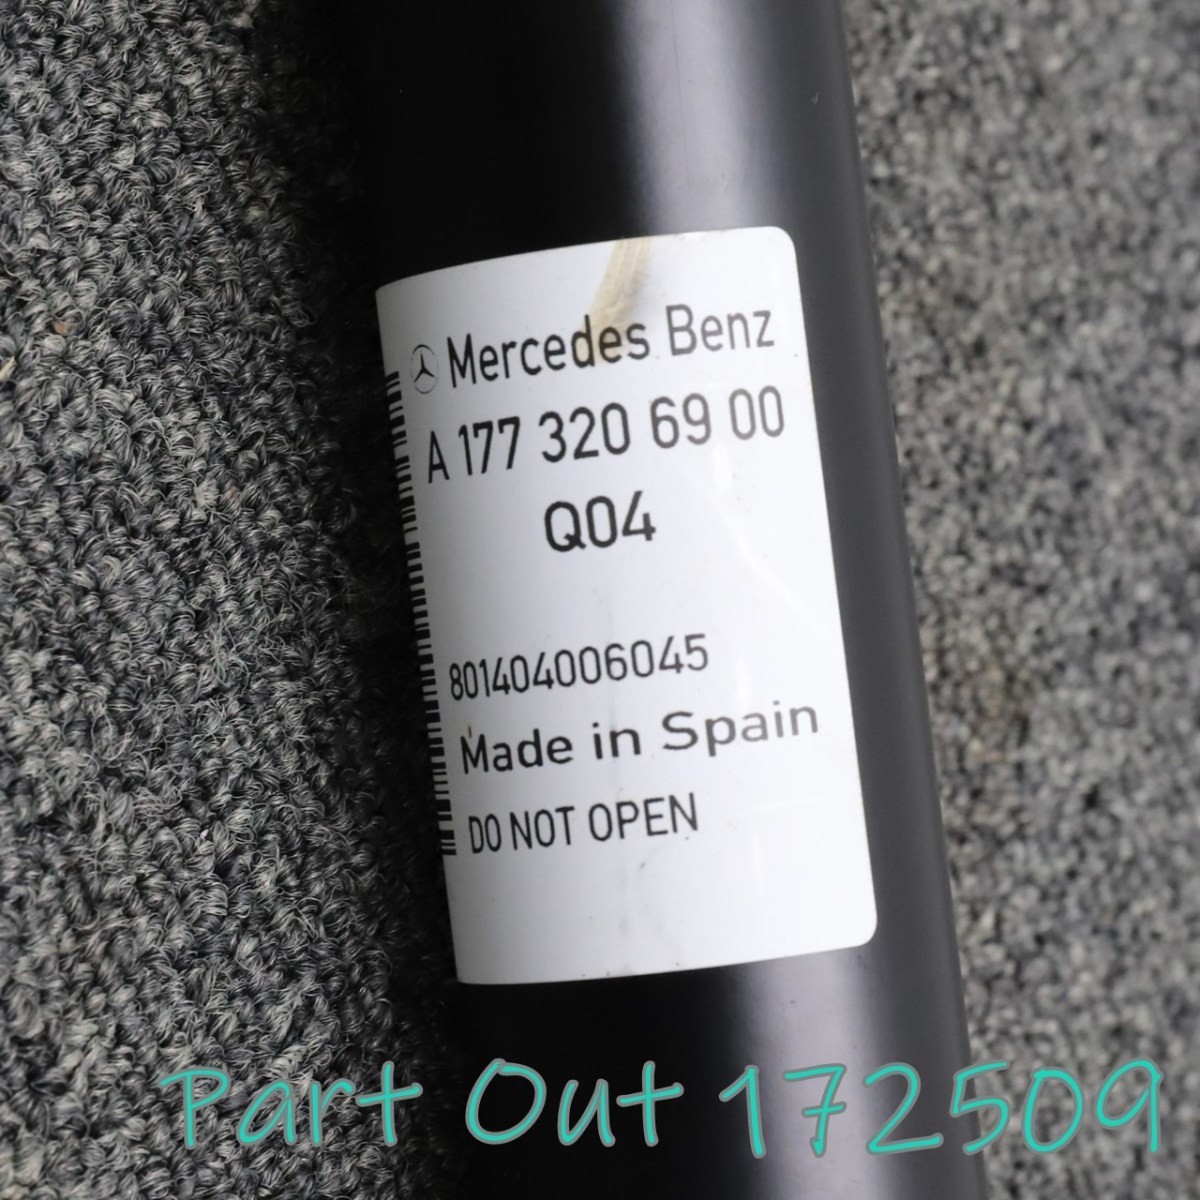 Mercedes Benz
A 177 320 69 00
Q04
801404006045
Made in Spain
DO NOT OPEN
Part Out 172509